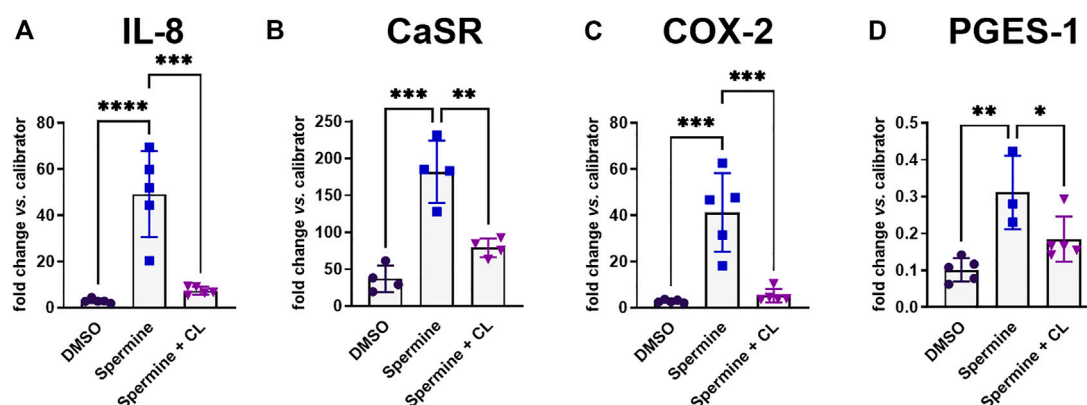 A IL-8
*** 
****
fold change vs. calibrator
80
60
40
20
0
DMSO
Spermine
Spermine + CL
B CaSR
*** **
fold change vs. calibrator
250
200
150
100
50
0
DMSO
Spermine
Spermine + CL
C COX-2
***
***
fold change vs. calibrator
80
60
40
20
0
DMSO
Spermine
Spermine + CL
D PGES-1
** *
fold change vs. calibrator
0.5
0.4
0.3
0.2
0.1
0.0
DMSO
Spermine
Spermine + CL